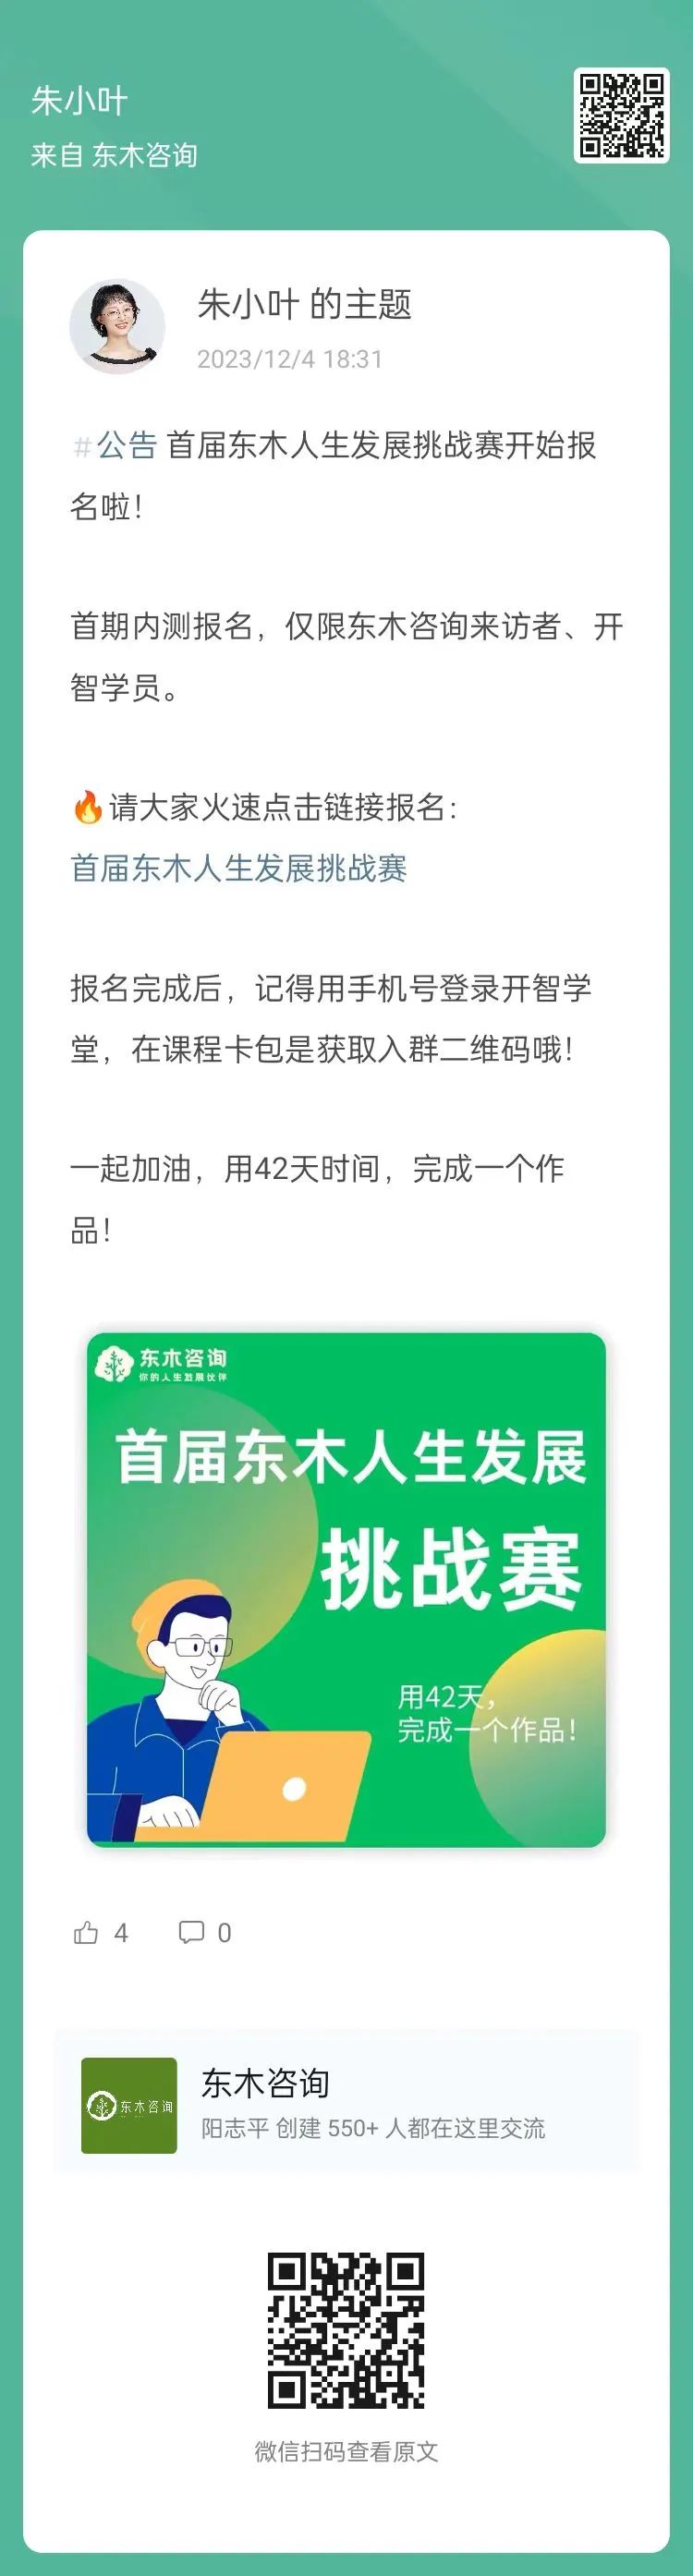 朱小叶
来自 东木咨询
朱小叶 的主题
2023/12/4 18:31
#公告 首届东木人生发展挑战赛开始报
名啦！
首期内测报名，仅限东木咨询来访者、开
智学员。
🔥请大家火速点击链接报名：
首届东木人生发展挑战赛
报名完成后，记得用手机号登录开智学
堂，在课程卡包是获取入群二维码哦！
一起加油，用42天时间，完成一个作
品！
东木咨询
你的人生发展伙伴
首届东木人生发展
挑战赛
用42天，
完成一个作品！
4 0
东木咨询
东木咨询
阳志平 创建 550+ 人都在这里交流
微信扫码查看原文